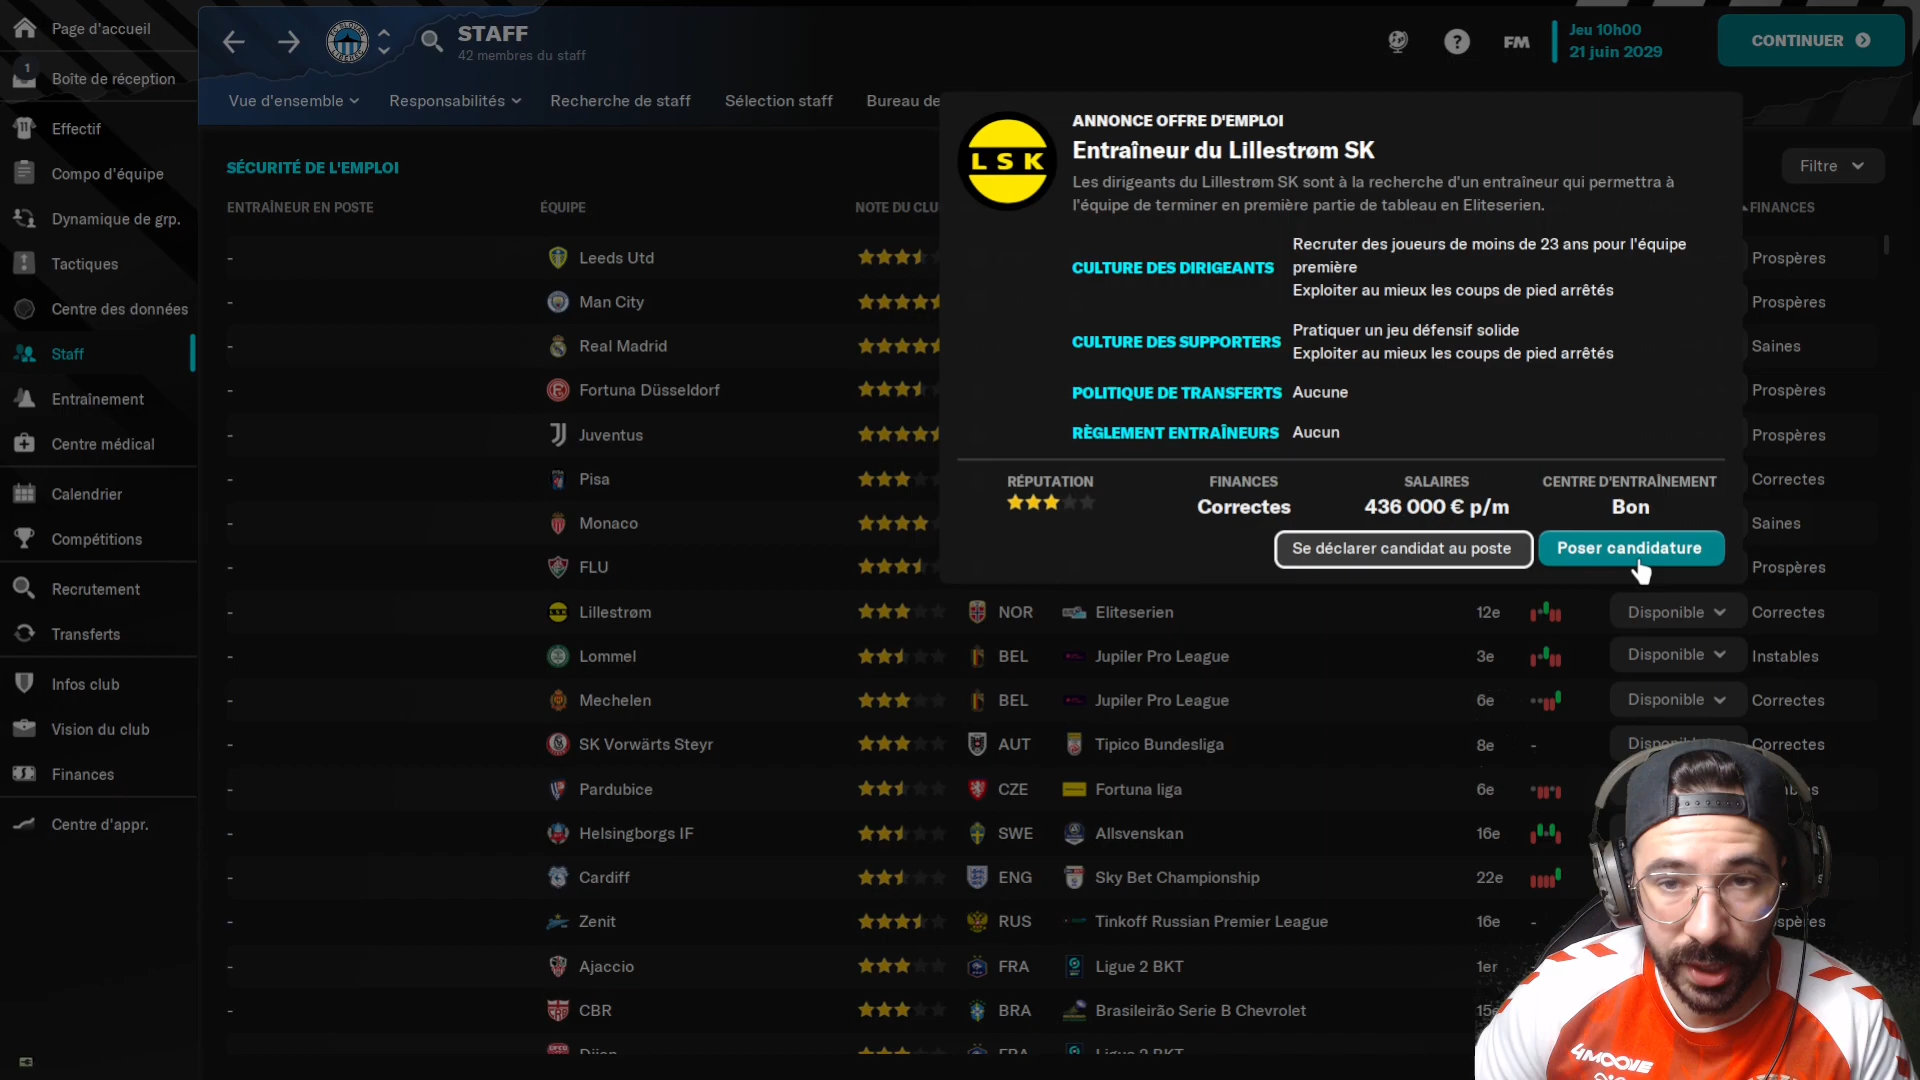 Page d'accueil
1
Boîte de réception
Effectif
Compo d'équipe
Dynamique de grp.
Tactiques
Centre des données
Staff
Entraînement
Centre médical
Calendrier
Compétitions
Recrutement
Transferts
Infos club
Vision du club
Finances
Centre d'appr.
STAFF
42 membres du staff
FM
Jeu 10h00
21 juin 2029
CONTINUER
Vue d'ensemble
Responsabilités
Recherche de staff
Sélection staff
Bureau de
SÉCURITÉ DE L'EMPLOI
Filtre
ENTRAÎNEUR EN POSTE ÉQUIPE NOTE DU CLU FINANCES
- Leeds Utd Prospères
- Man City Prospères
- Real Madrid Saines
- Fortuna Düsseldorf Prospères
- Juventus Prospères
- Pisa Correctes
- Monaco Saines
- FLU Prospères
- Lillestrøm NOR Eliteserien 12e Disponible Correctes
- Lommel BEL Jupiler Pro League 3e Disponible Instables
- Mechelen BEL Jupiler Pro League 6e Disponible Correctes
- SK Vorwärts Steyr AUT Tipico Bundesliga 8e - Correctes
- Pardubice CZE Fortuna liga 6e
- Helsingborgs IF SWE Allsvenskan 16e
- Cardiff ENG Sky Bet Championship 22e
- Zenit RUS Tinkoff Russian Premier League 16e -
- Ajaccio FRA Ligue 2 BKT 1er
- CBR BRA Brasileirão Serie B Chevrolet
LSK
ANNONCE OFFRE D'EMPLOI
Entraîneur du Lillestrøm SK
Les dirigeants du Lillestrøm SK sont à la recherche d'un entraîneur qui permettra à
l'équipe de terminer en première partie de tableau en Eliteserien.
CULTURE DES DIRIGEANTS
Recruter des joueurs de moins de 23 ans pour l'équipe
première
Exploiter au mieux les coups de pied arrêtés
CULTURE DES SUPPORTERS
Pratiquer un jeu défensif solide
Exploiter au mieux les coups de pied arrêtés
POLITIQUE DE TRANSFERTS Aucune
RÈGLEMENT ENTRAÎNEURS Aucun
RÉPUTATION FINANCES SALAIRES CENTRE D'ENTRAÎNEMENT
Correctes 436 000 € p/m Bon
Se déclarer candidat au poste
Poser candidature
4MOOVE